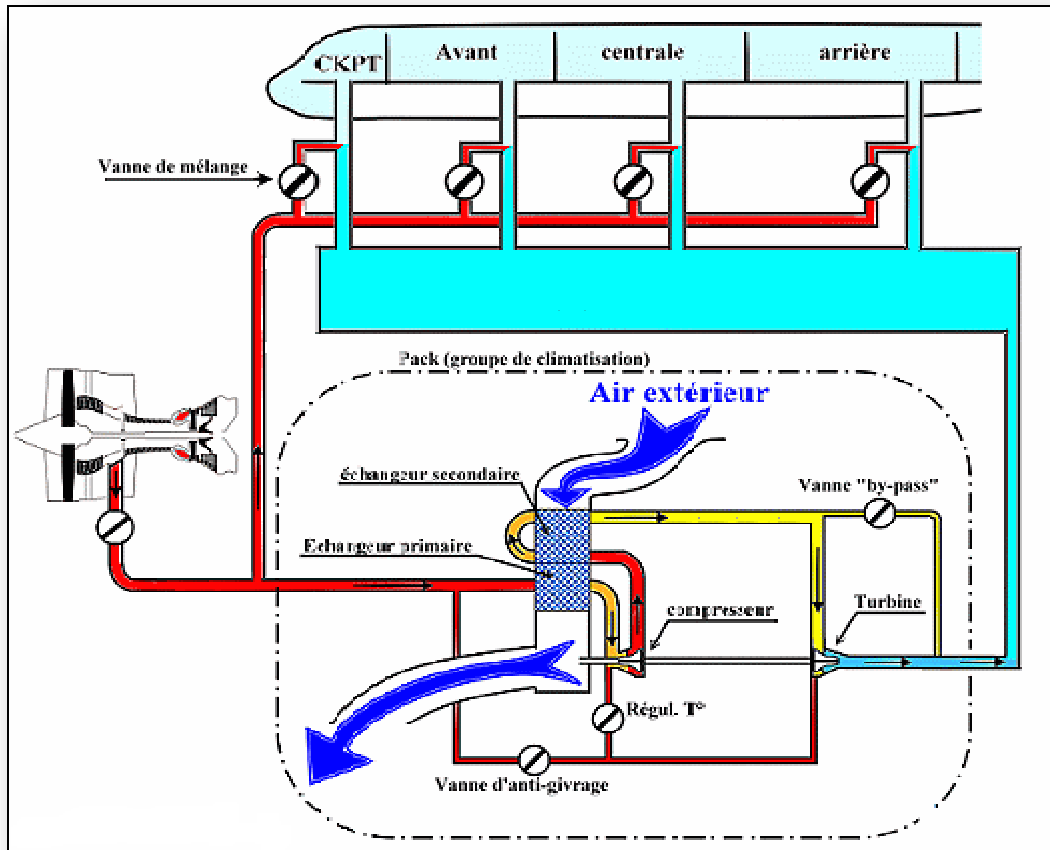 CKPT
Avant
centrale
arrière
Vanne de mélange
Pack (groupe de climatisation)
Air extérieur
échangeur secondaire
Vanne "by-pass"
Echangeur primaire
compresseur
Turbine
Régul. T°
Vanne d'anti-givrage